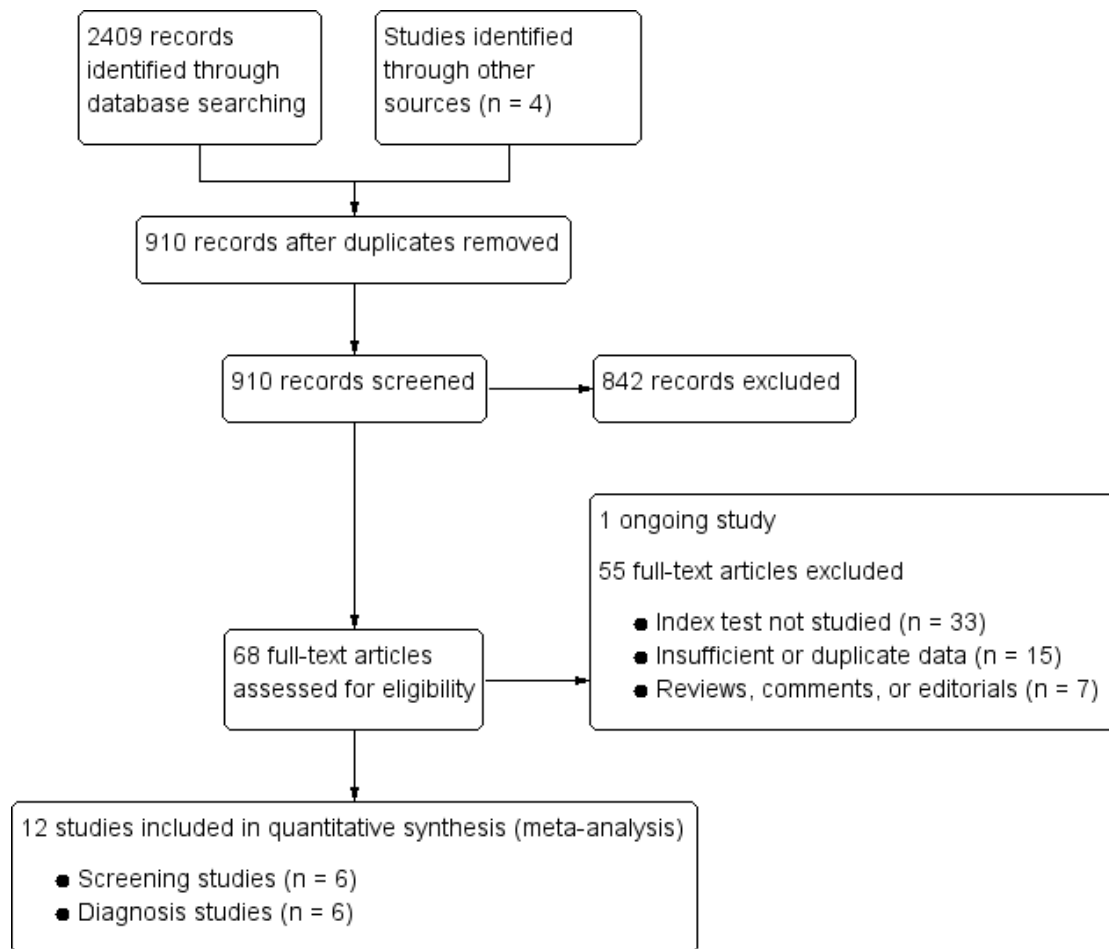 2409 records
identified through
database searching
Studies identified
through other
sources (n = 4)
910 records after duplicates removed
910 records screened
842 records excluded
68 full-text articles
assessed for eligibility
1 ongoing study
55 full-text articles excluded
● Index test not studied (n = 33)
● Insufficient or duplicate data (n = 15)
● Reviews, comments, or editorials (n = 7)
12 studies included in quantitative synthesis (meta-analysis)
● Screening studies (n = 6)
● Diagnosis studies (n = 6)